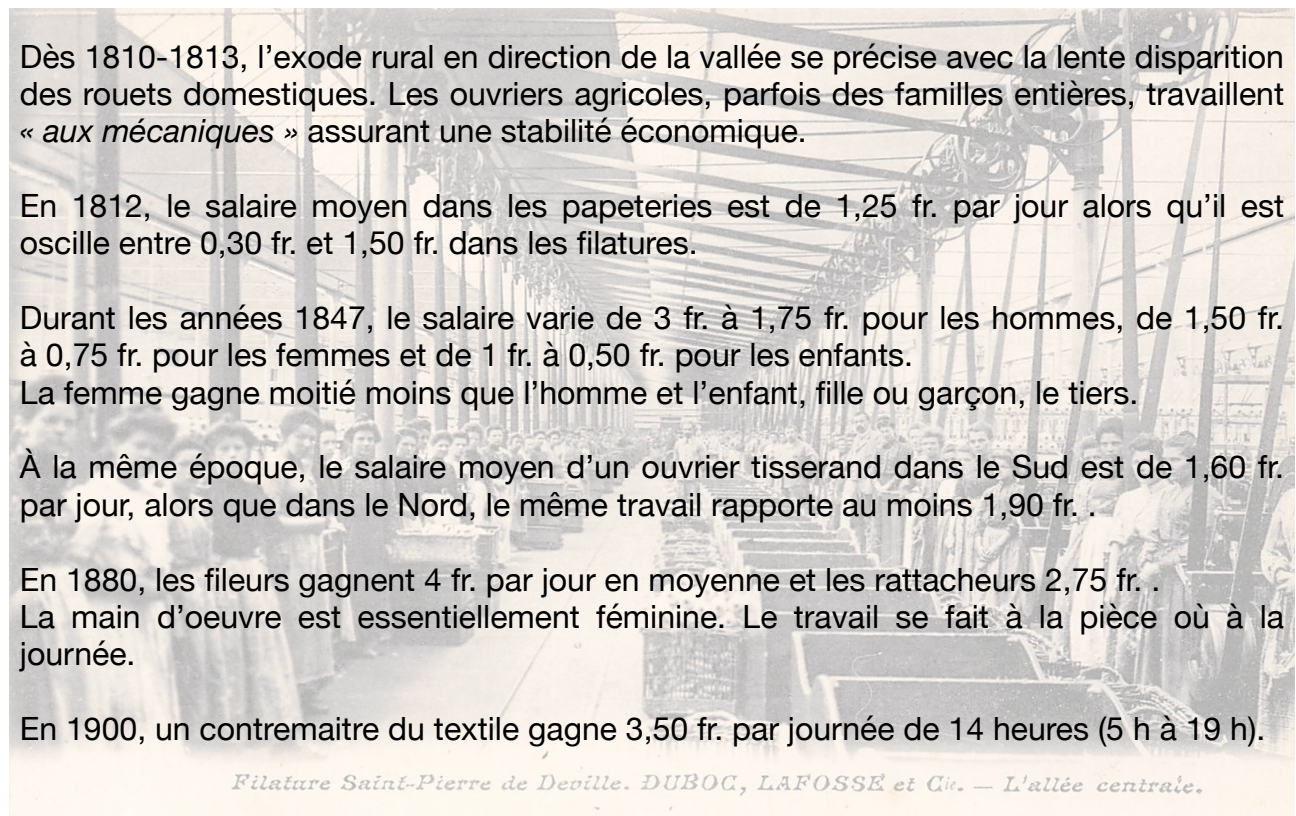 Dès 1810-1813, l’exode rural en direction de la vallée se précise avec la lente disparition
des rouets domestiques. Les ouvriers agricoles, parfois des familles entières, travaillent
« aux mécaniques » assurant une stabilité économique.
En 1812, le salaire moyen dans les papeteries est de 1,25 fr. par jour alors qu’il est
oscille entre 0,30 fr. et 1,50 fr. dans les filatures.
Durant les années 1847, le salaire varie de 3 fr. à 1,75 fr. pour les hommes, de 1,50 fr.
à 0,75 fr. pour les femmes et de 1 fr. à 0,50 fr. pour les enfants.
La femme gagne moitié moins que l’homme et l’enfant, fille ou garçon, le tiers.
À la même époque, le salaire moyen d’un ouvrier tisserand dans le Sud est de 1,60 fr.
par jour, alors que dans le Nord, le même travail rapporte au moins 1,90 fr. .
En 1880, les fileurs gagnent 4 fr. par jour en moyenne et les rattacheurs 2,75 fr. .
La main d’oeuvre est essentiellement féminine. Le travail se fait à la pièce où à la
journée.
En 1900, un contremaitre du textile gagne 3,50 fr. par journée de 14 heures (5 h à 19 h).
Filature Saint-Pierre de Deville. DUBOC, LAFOSSE et Cie. — L'allée centrale.